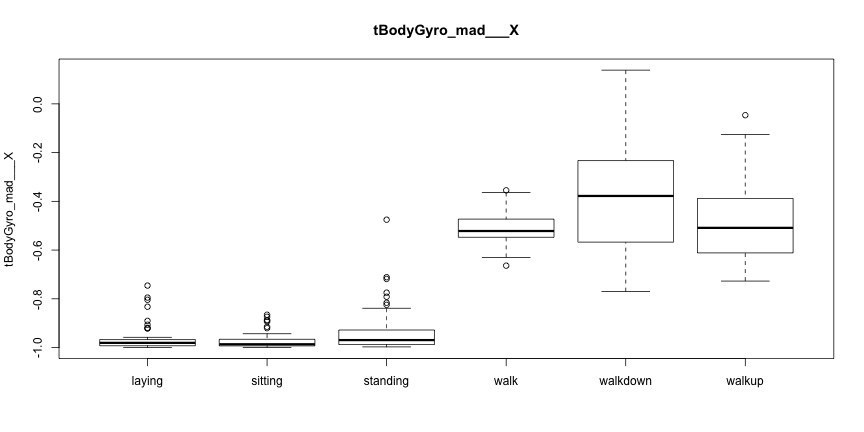 tBodyGyro_mad___X
tBodyGyro_mad___X
0.0
-0.2
-0.4
-0.6
-0.8
-1.0
laying sitting standing walk walkdown walkup